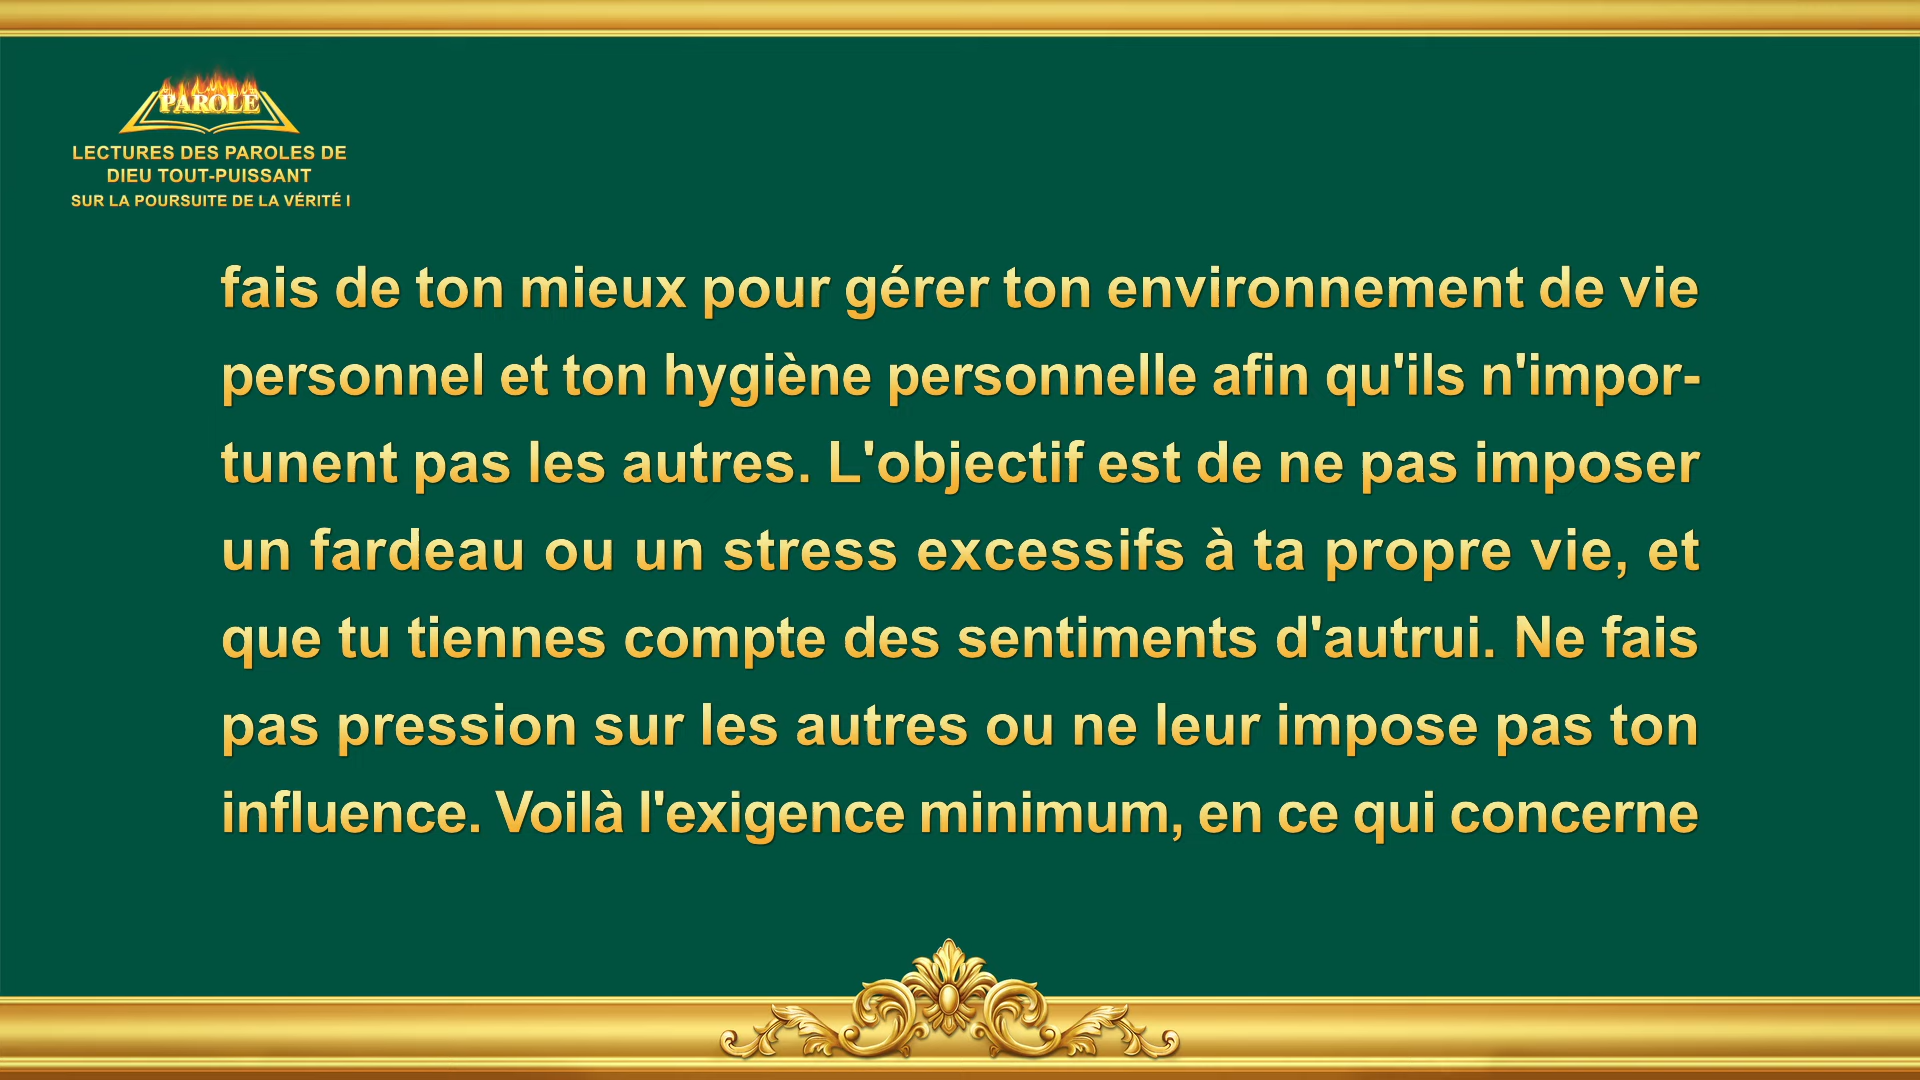 PAROLE
LECTURES DES PAROLES DE
DIEU TOUT-PUISSANT
SUR LA POURSUITE DE LA VÉRITÉ I
fais de ton mieux pour gérer ton environnement de vie
personnel et ton hygiène personnelle afin qu'ils n'impor-
tunent pas les autres. L'objectif est de ne pas imposer
un fardeau ou un stress excessifs à ta propre vie, et
que tu tiennes compte des sentiments d'autrui. Ne fais
pas pression sur les autres ou ne leur impose pas ton
influence. Voilà l'exigence minimum, en ce qui concerne